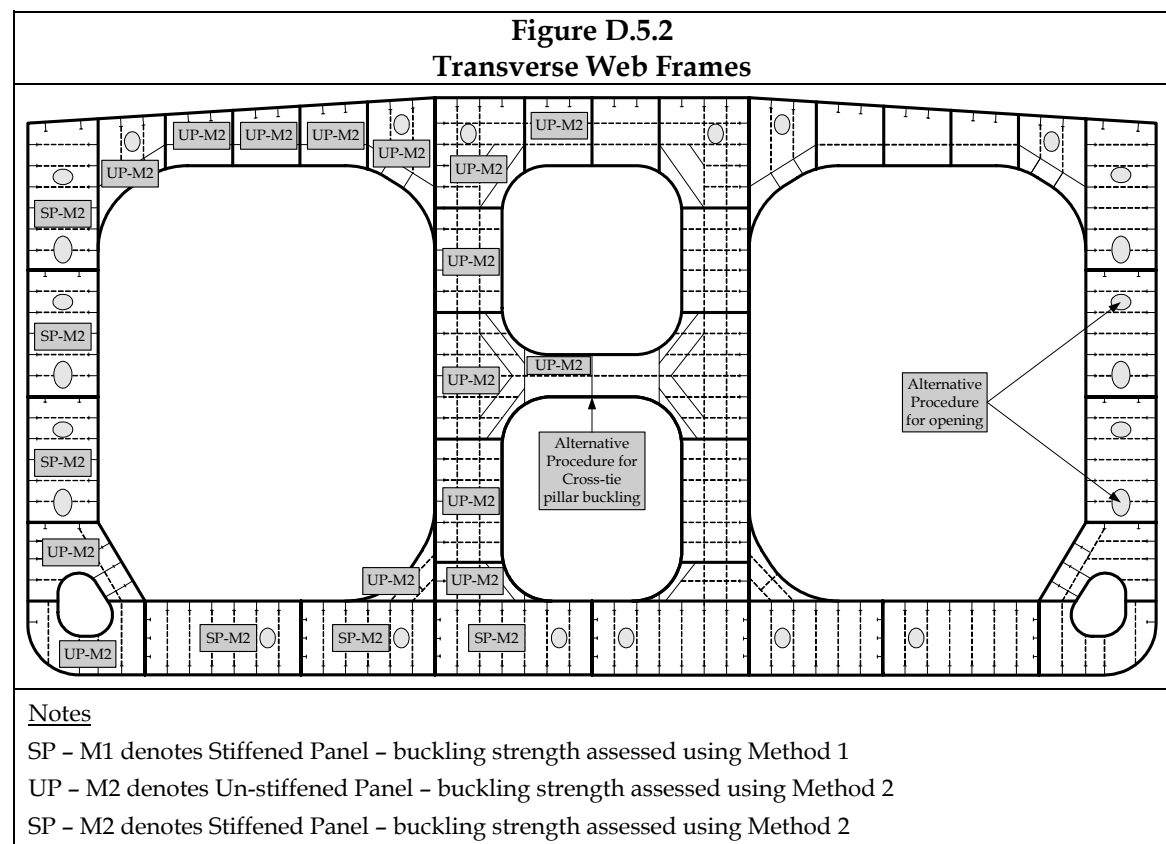 Figure D.5.2
Transverse Web Frames
UP-M2
UP-M2
UP-M2
UP-M2
UP-M2
UP-M2
UP-M2
SP-M2
UP-M2
SP-M2
UP-M2
UP-M2
SP-M2
UP-M2
UP-M2
UP-M2
UP-M2
UP-M2
SP-M2
SP-M2
SP-M2
Alternative
Procedure for
Cross-tie
pillar buckling
Alternative
Procedure
for opening
Notes
SP – M1 denotes Stiffened Panel – buckling strength assessed using Method 1
UP – M2 denotes Un-stiffened Panel – buckling strength assessed using Method 2
SP – M2 denotes Stiffened Panel – buckling strength assessed using Method 2